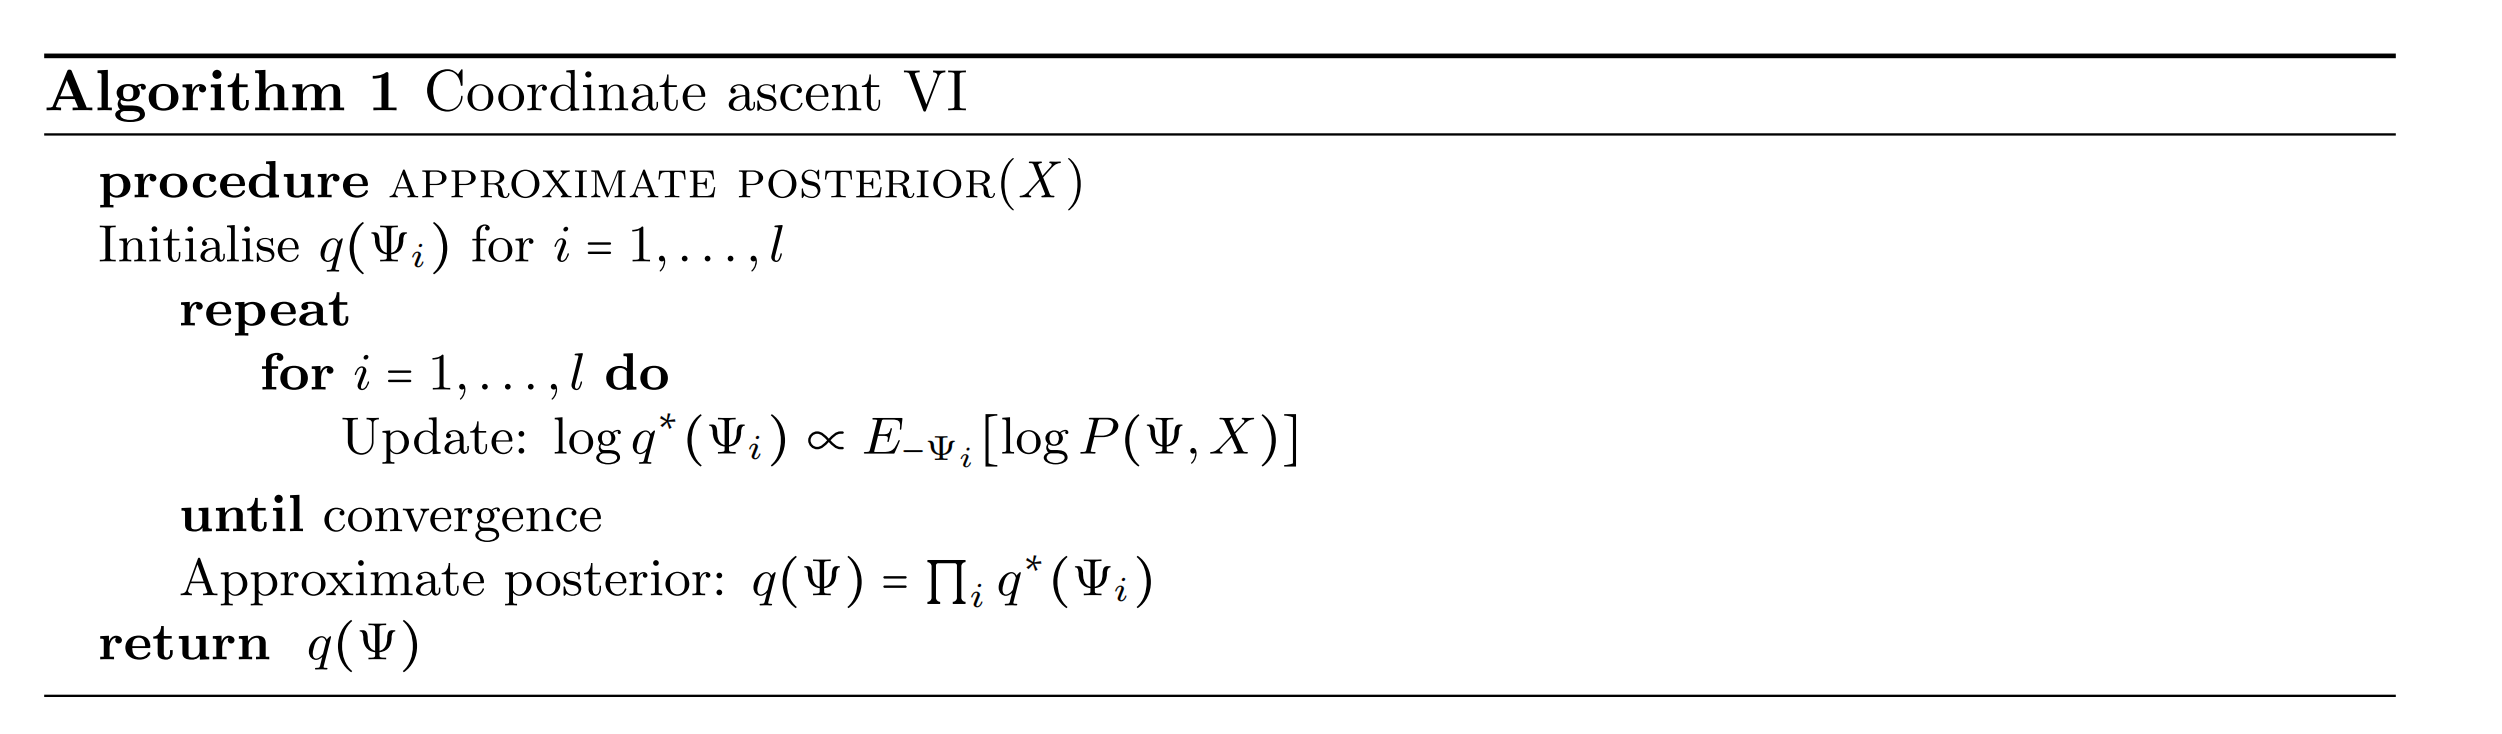 Algorithm 1 Coordinate ascent VI
procedure APPROXIMATE POSTERIOR(X)
Initialise q(Ψ_i) for i = 1, . . . , l
repeat
for i = 1, . . . , l do
Update: log q*(Ψ_i) ∝ E_{−Ψ_i}[log P(Ψ, X)]
until convergence
Approximate posterior: q(Ψ) = ∏_i q*(Ψ_i)
return q(Ψ)